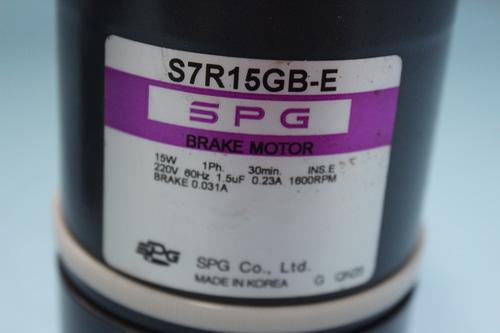 S7R15GB-E
SPG
BRAKE MOTOR
15W 1Ph. 30min. INS.E
220V 60Hz 1.5uF 0.23A 1600RPM
BRAKE 0.031A
SPG SPG Co., Ltd.
MADE IN KOREA G